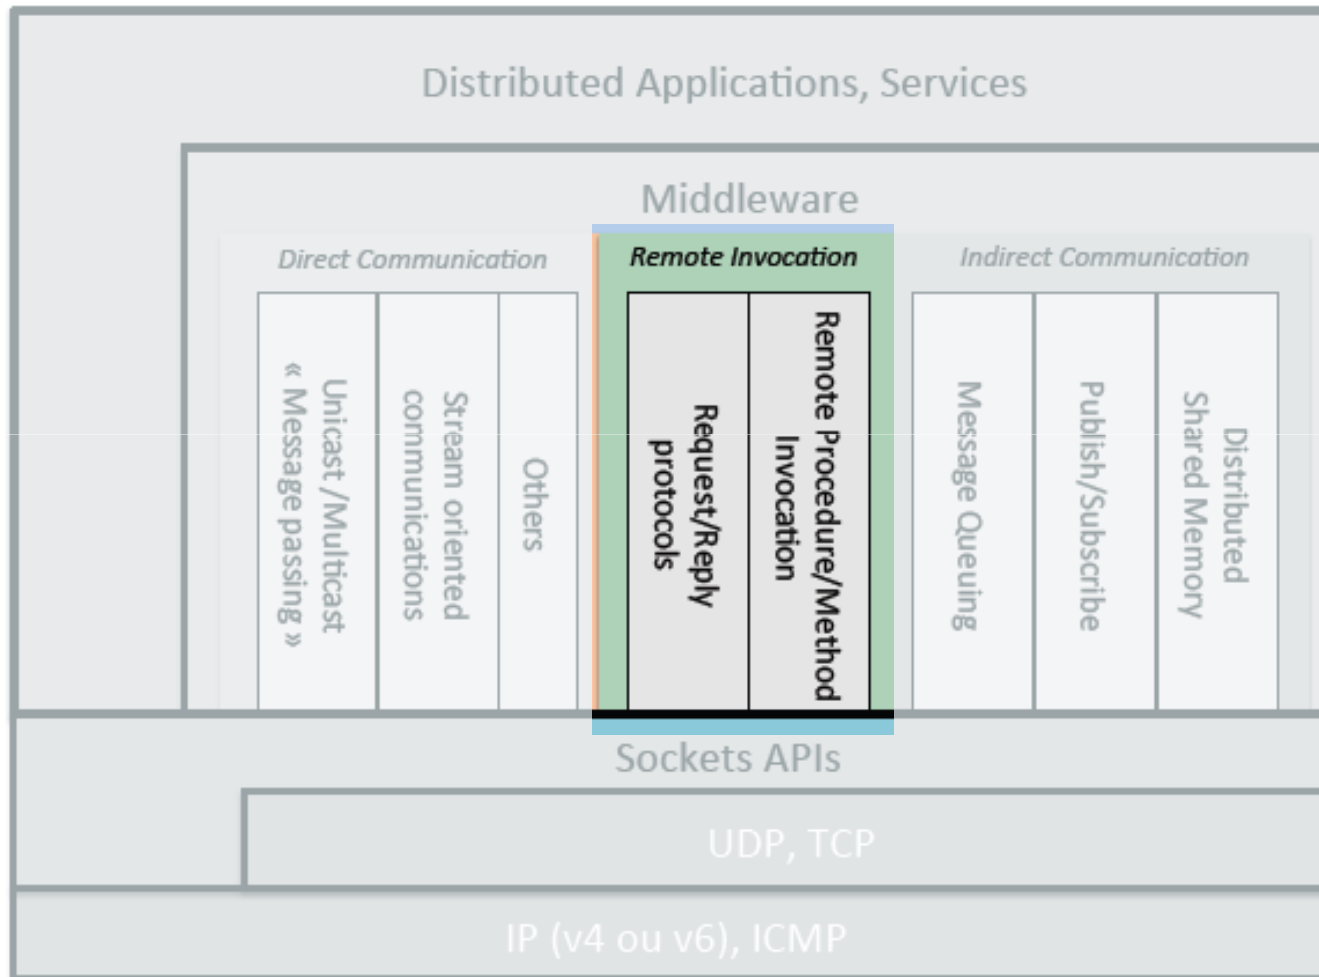 Distributed Applications, Services
Middleware
Direct Communication
Remote Invocation
Indirect Communication
Unicast /Multicast
« Message passing »
Stream oriented
communications
Others
Request/Reply
protocols
Remote Procedure/Method
Invocation
Message Queuing
Publish/Subscribe
Distributed
Shared Memory
Sockets APIs
UDP, TCP
IP (v4 ou v6), ICMP